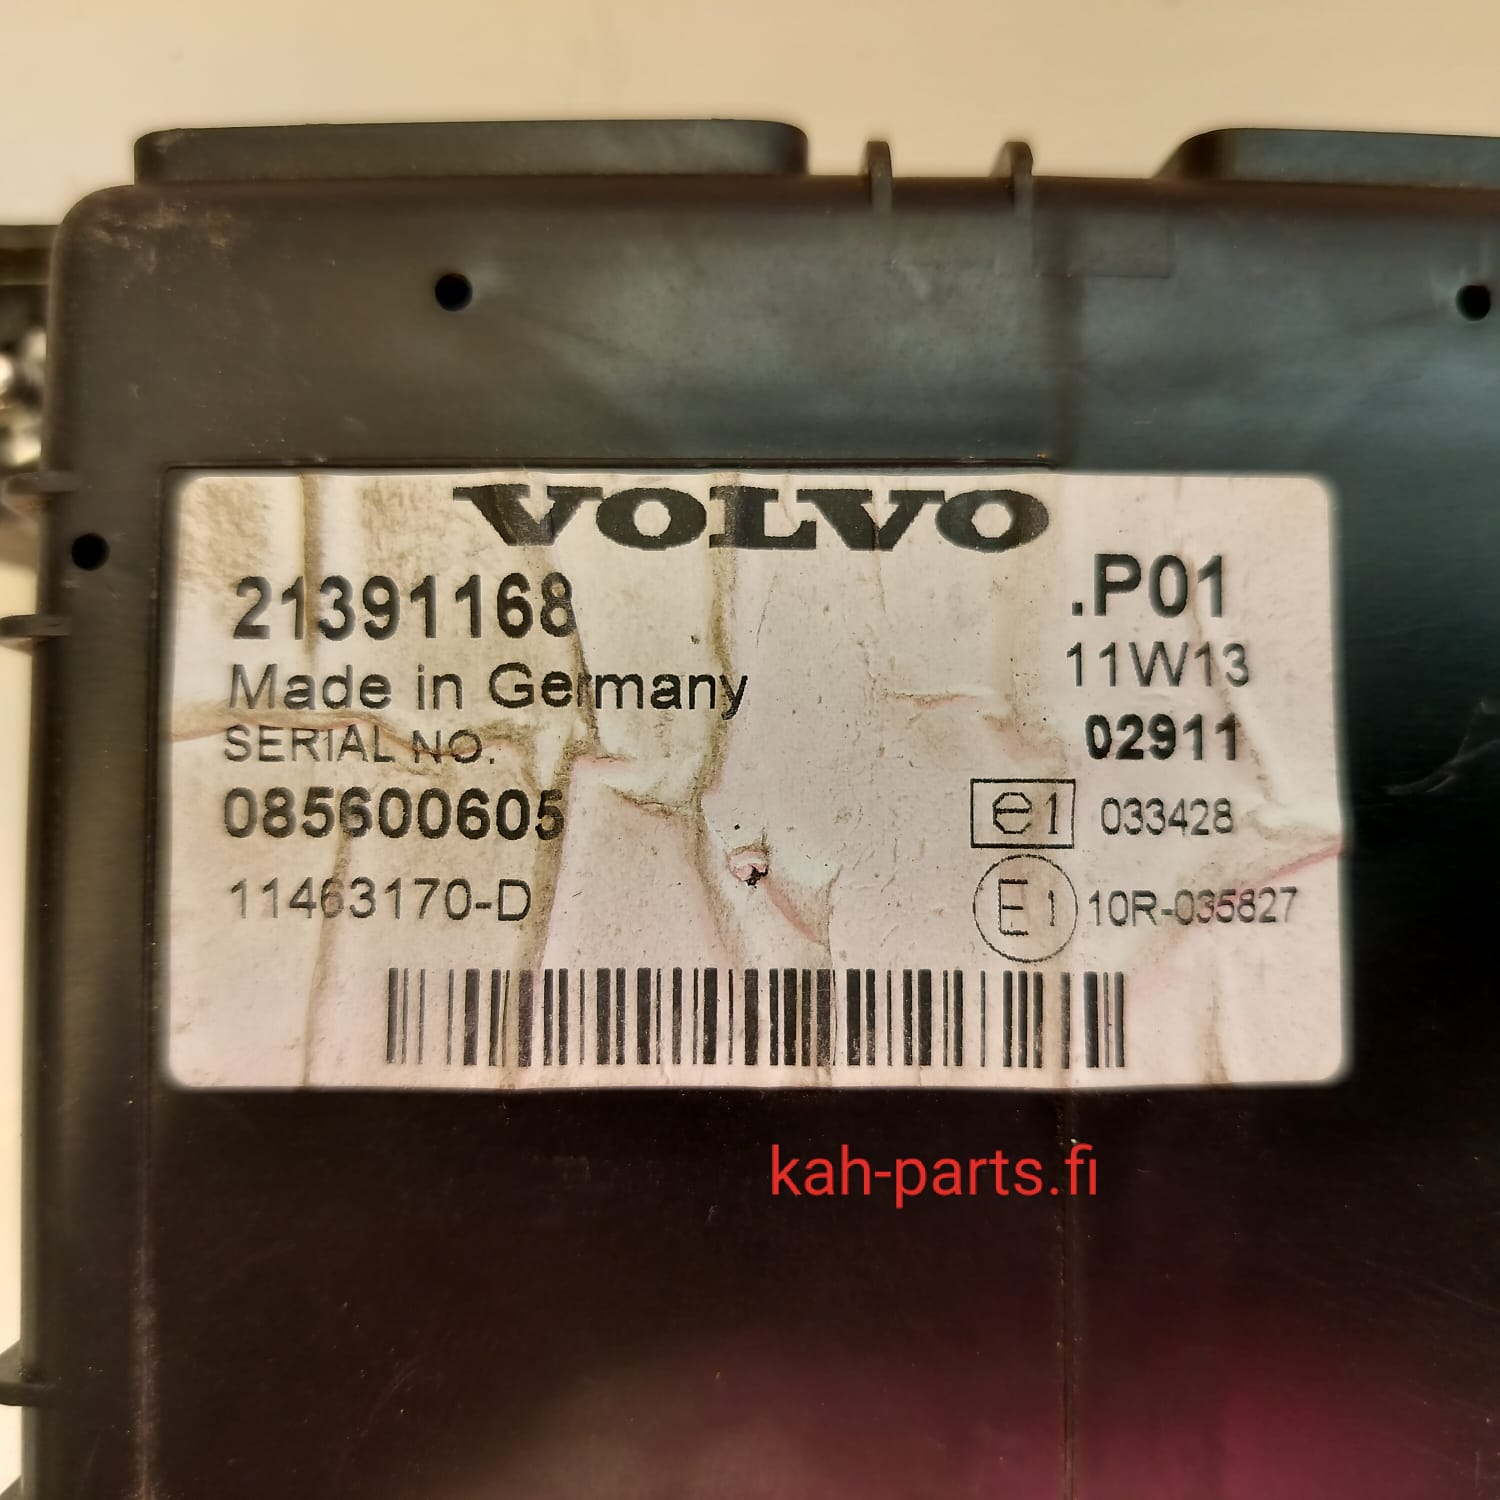 VOLVO
21391168 .P01
Made in Germany 11W13
SERIAL NO. 02911
085600605 e1 033428
11463170-D E1 10R-035827
kah-parts.fi